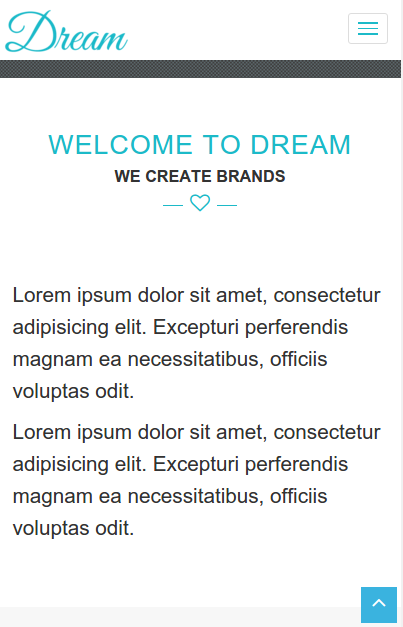 Dream
WELCOME TO DREAM
WE CREATE BRANDS
Lorem ipsum dolor sit amet, consectetur
adipisicing elit. Excepturi perferendis
magnam ea necessitatibus, officiis
voluptas odit.
Lorem ipsum dolor sit amet, consectetur
adipisicing elit. Excepturi perferendis
magnam ea necessitatibus, officiis
voluptas odit.